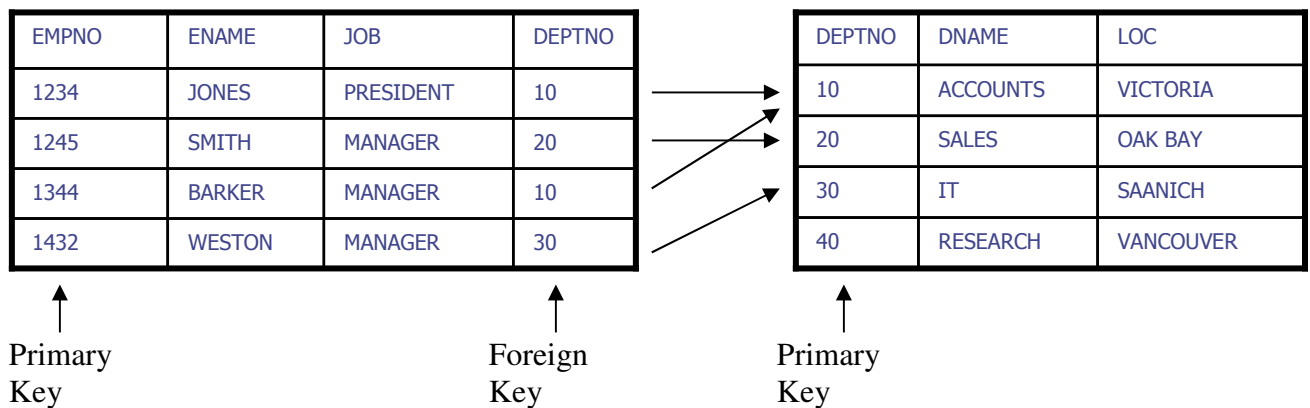 EMPNO ENAME JOB DEPTNO
1234 JONES PRESIDENT 10
1245 SMITH MANAGER 20
1344 BARKER MANAGER 10
1432 WESTON MANAGER 30
DEPTNO DNAME LOC
10 ACCOUNTS VICTORIA
20 SALES OAK BAY
30 IT SAANICH
40 RESEARCH VANCOUVER
Primary
Key
Foreign
Key
Primary
Key